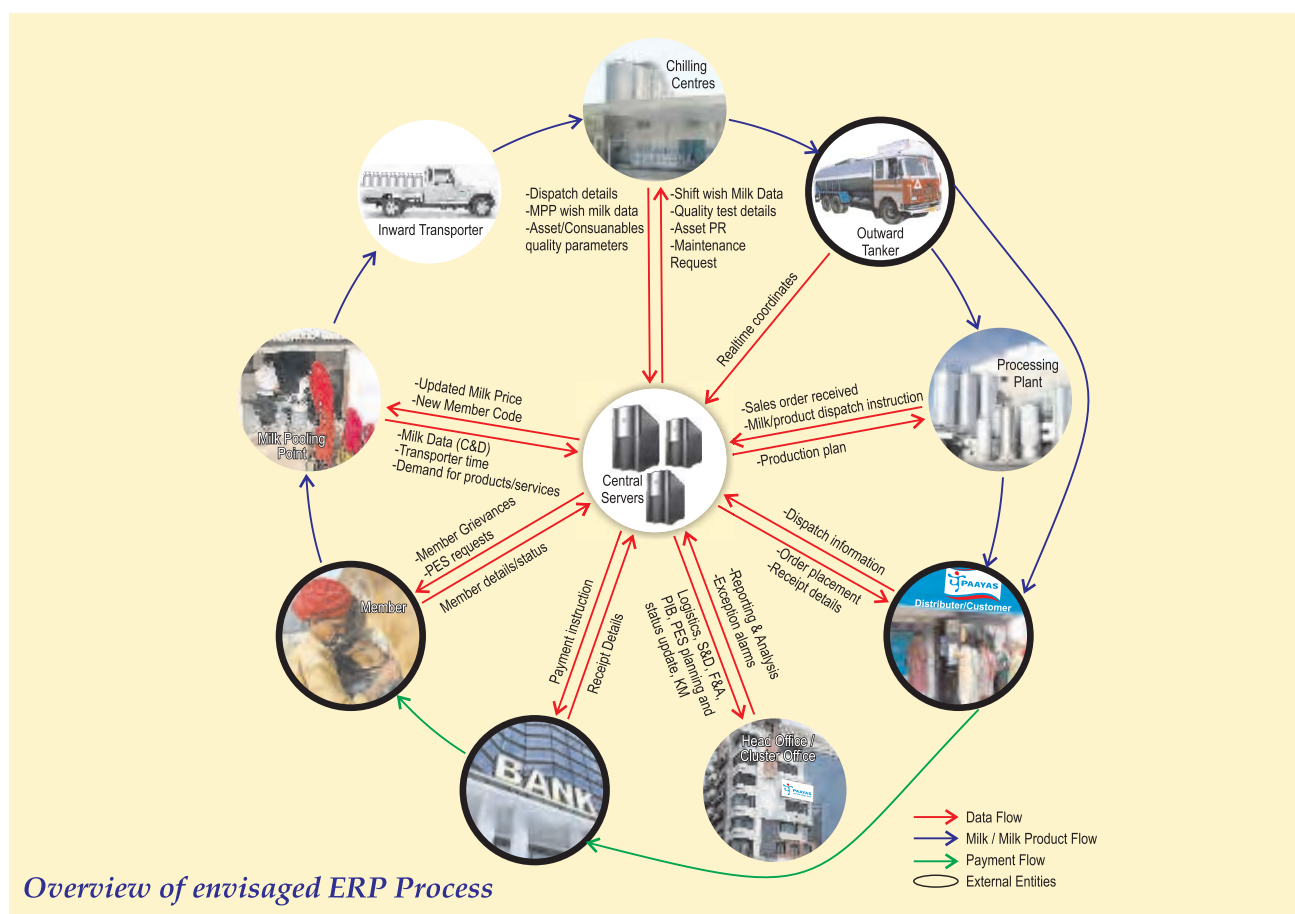 Chilling
Centres
Inward Transporter
Outward
Tanker
-Dispatch details
-MPP wish milk data
-Asset/Consuanables
quality parameters
-Shift wish Milk Data
-Quality test details
-Asset PR
-Maintenance
Request
Realtime coordinates
Processing
Plant
-Updated Milk Price
-New Member Code
-Sales order received
-Milk/product dispatch instruction
Milk Pooling
Point
-Milk Data (C&D)
-Transporter time
-Demand for products/services
-Production plan
Central
Servers
-Member Grievances
-PES requests
Member details/status
-Dispatch information
-Order placement
-Receipt details
Member
PAAYAS
Distributer/Customer
Payment instruction
Receipt Details
-Reporting & Analysis
-Exception alarms
Logistics, S&D, F&A,
PIB, PES planning and
status update, KM
BANK
Head Office /
Cluster Office
PAAYAS
Data Flow
Milk / Milk Product Flow
Payment Flow
External Entities
Overview of envisaged ERP Process